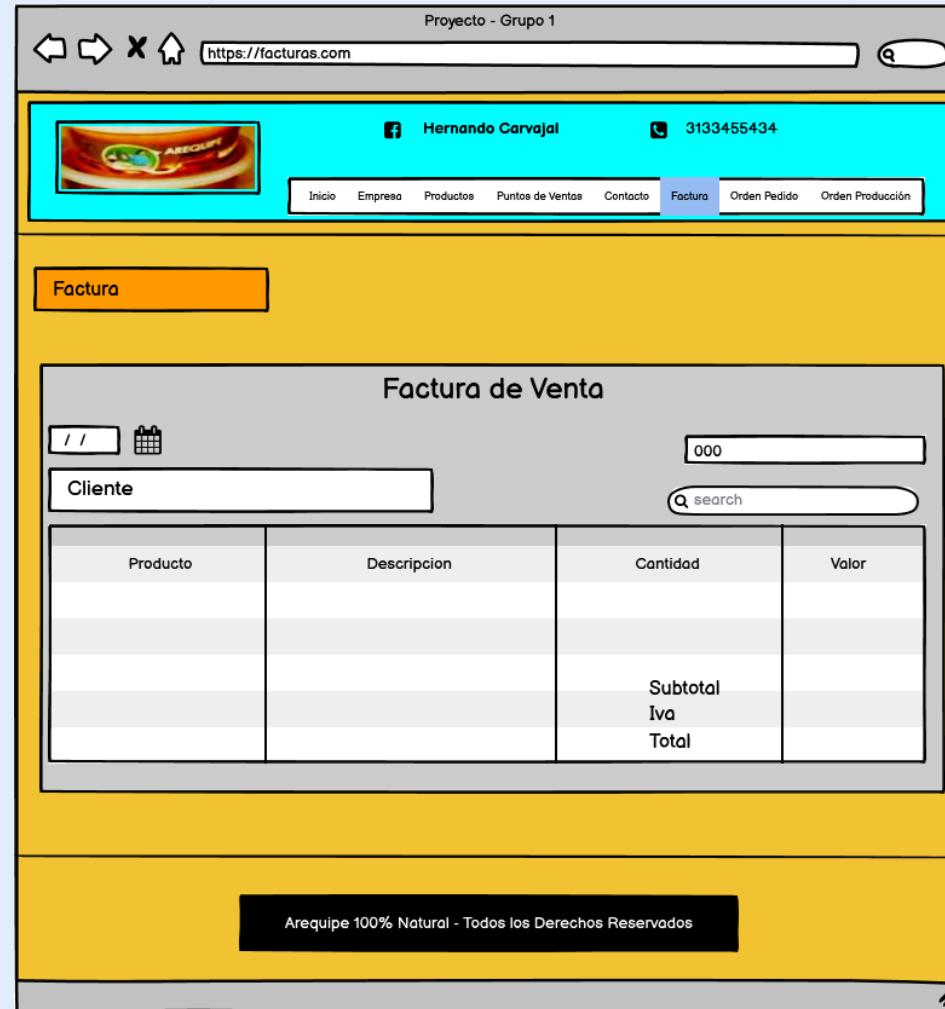 Proyecto - Grupo 1
https://facturas.com
AREQUIPE
Hernando Carvajal 3133455434
Inicio Empresa Productos Puntos de Ventas Contacto Factura Orden Pedido Orden Producción
Factura
Factura de Venta
/ /
000
Cliente
search
Producto Descripcion Cantidad Valor
Subtotal
Iva
Total
Arequipe 100% Natural - Todos los Derechos Reservados